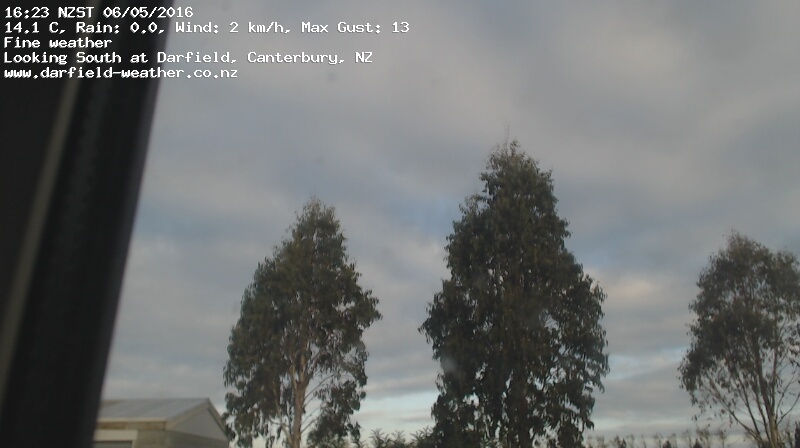 16:23 NZST 06/05/2016
14.1 C, Rain: 0.0, Wind: 2 km/h, Max Gust: 13
Fine weather
Looking South at Darfield, Canterbury, NZ
www.darfield-weather.co.nz